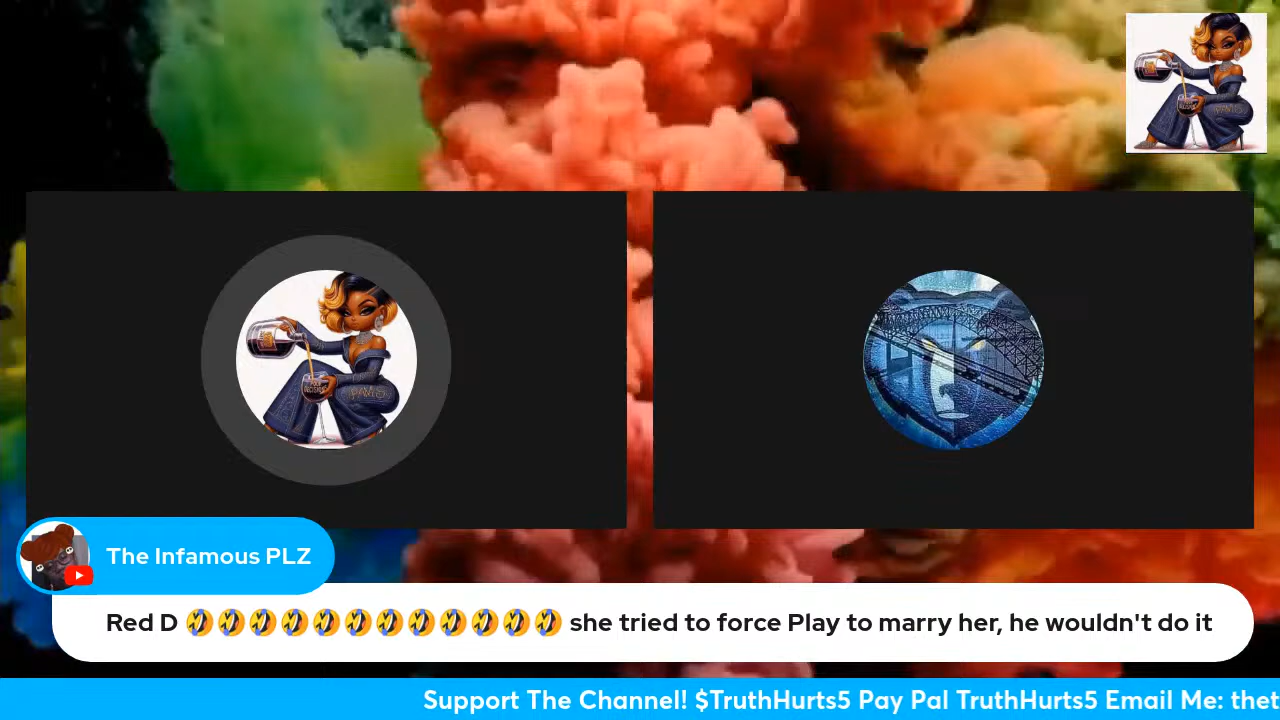 The Infamous PLZ
Red D 🤣🤣🤣🤣🤣🤣🤣🤣🤣🤣🤣🤣 she tried to force Play to marry her, he wouldn't do it
Support The Channel! $TruthHurts5 Pay Pal TruthHurts5 Email Me: thet